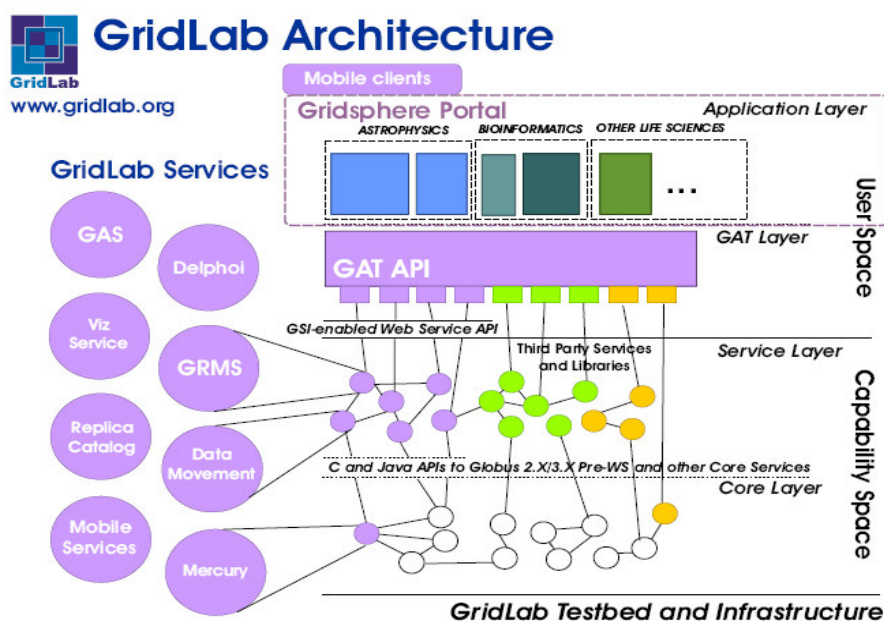 GridLab Architecture
GridLab
www.gridlab.org
Mobile clients
Gridsphere Portal
Application Layer
ASTROPHYSICS
BIOINFORMATICS
OTHER LIFE SCIENCES
...
User Space
GridLab Services
GAS
Delphoi
Viz
Service
GRMS
Replica
Catalog
Data
Movement
Mobile
Services
Mercury
GAT Layer
GAT API
GSI-enabled Web Service API
Third Party Services
and Libraries
Service Layer
Capability Space
C and Java APIs to Globus 2.X/3.X Pre-WS and other Core Services
Core Layer
GridLab Testbed and Infrastructure